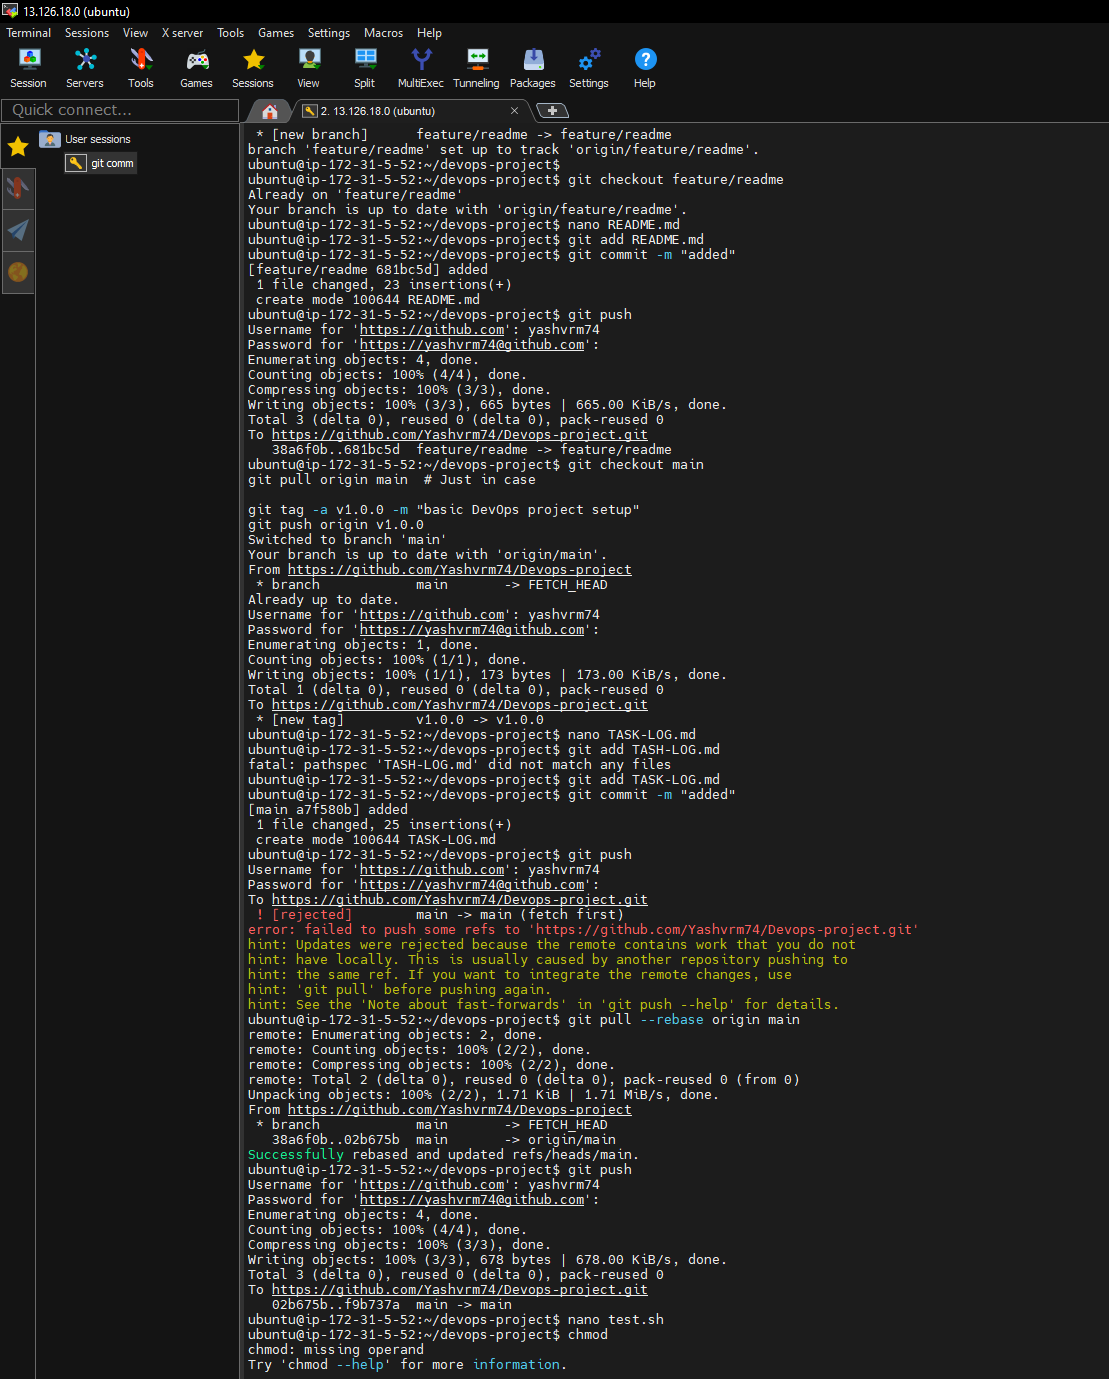 13.126.18.0 (ubuntu)
Terminal Sessions View X server Tools Games Settings Macros Help
Session Servers Tools Games Sessions View Split MultiExec Tunneling Packages Settings Help
Quick connect...
2. 13.126.18.0 (ubuntu)
User sessions
git comm
 * [new branch]      feature/readme -> feature/readme
branch 'feature/readme' set up to track 'origin/feature/readme'.
ubuntu@ip-172-31-5-52:~/devops-project$
ubuntu@ip-172-31-5-52:~/devops-project$ git checkout feature/readme
Already on 'feature/readme'
Your branch is up to date with 'origin/feature/readme'.
ubuntu@ip-172-31-5-52:~/devops-project$ nano README.md
ubuntu@ip-172-31-5-52:~/devops-project$ git add README.md
ubuntu@ip-172-31-5-52:~/devops-project$ git commit -m "added"
[feature/readme 681bc5d] added
 1 file changed, 23 insertions(+)
 create mode 100644 README.md
ubuntu@ip-172-31-5-52:~/devops-project$ git push
Username for 'https://github.com': yashvrm74
Password for 'https://yashvrm74@github.com':
Enumerating objects: 4, done.
Counting objects: 100% (4/4), done.
Compressing objects: 100% (3/3), done.
Writing objects: 100% (3/3), 665 bytes | 665.00 KiB/s, done.
Total 3 (delta 0), reused 0 (delta 0), pack-reused 0
To https://github.com/Yashvrm74/Devops-project.git
   38a6f0b..681bc5d  feature/readme -> feature/readme
ubuntu@ip-172-31-5-52:~/devops-project$ git checkout main
git pull origin main  # Just in case

git tag -a v1.0.0 -m "basic DevOps project setup"
git push origin v1.0.0
Switched to branch 'main'
Your branch is up to date with 'origin/main'.
From https://github.com/Yashvrm74/Devops-project
 * branch            main       -> FETCH_HEAD
Already up to date.
Username for 'https://github.com': yashvrm74
Password for 'https://yashvrm74@github.com':
Enumerating objects: 1, done.
Counting objects: 100% (1/1), done.
Writing objects: 100% (1/1), 173 bytes | 173.00 KiB/s, done.
Total 1 (delta 0), reused 0 (delta 0), pack-reused 0
To https://github.com/Yashvrm74/Devops-project.git
 * [new tag]         v1.0.0 -> v1.0.0
ubuntu@ip-172-31-5-52:~/devops-project$ nano TASK-LOG.md
ubuntu@ip-172-31-5-52:~/devops-project$ git add TASH-LOG.md
fatal: pathspec 'TASH-LOG.md' did not match any files
ubuntu@ip-172-31-5-52:~/devops-project$ git add TASK-LOG.md
ubuntu@ip-172-31-5-52:~/devops-project$ git commit -m "added"
[main a7f580b] added
 1 file changed, 25 insertions(+)
 create mode 100644 TASK-LOG.md
ubuntu@ip-172-31-5-52:~/devops-project$ git push
Username for 'https://github.com': yashvrm74
Password for 'https://yashvrm74@github.com':
To https://github.com/Yashvrm74/Devops-project.git
 ! [rejected]        main -> main (fetch first)
error: failed to push some refs to 'https://github.com/Yashvrm74/Devops-project.git'
hint: Updates were rejected because the remote contains work that you do not
hint: have locally. This is usually caused by another repository pushing to
hint: the same ref. If you want to integrate the remote changes, use
hint: 'git pull' before pushing again.
hint: See the 'Note about fast-forwards' in 'git push --help' for details.
ubuntu@ip-172-31-5-52:~/devops-project$ git pull --rebase origin main
remote: Enumerating objects: 2, done.
remote: Counting objects: 100% (2/2), done.
remote: Compressing objects: 100% (2/2), done.
remote: Total 2 (delta 0), reused 0 (delta 0), pack-reused 0 (from 0)
Unpacking objects: 100% (2/2), 1.71 KiB | 1.71 MiB/s, done.
From https://github.com/Yashvrm74/Devops-project
 * branch            main       -> FETCH_HEAD
   38a6f0b..02b675b  main       -> origin/main
Successfully rebased and updated refs/heads/main.
ubuntu@ip-172-31-5-52:~/devops-project$ git push
Username for 'https://github.com': yashvrm74
Password for 'https://yashvrm74@github.com':
Enumerating objects: 4, done.
Counting objects: 100% (4/4), done.
Compressing objects: 100% (3/3), done.
Writing objects: 100% (3/3), 678 bytes | 678.00 KiB/s, done.
Total 3 (delta 0), reused 0 (delta 0), pack-reused 0
To https://github.com/Yashvrm74/Devops-project.git
   02b675b..f9b737a  main -> main
ubuntu@ip-172-31-5-52:~/devops-project$ nano test.sh
ubuntu@ip-172-31-5-52:~/devops-project$ chmod
chmod: missing operand
Try 'chmod --help' for more information.